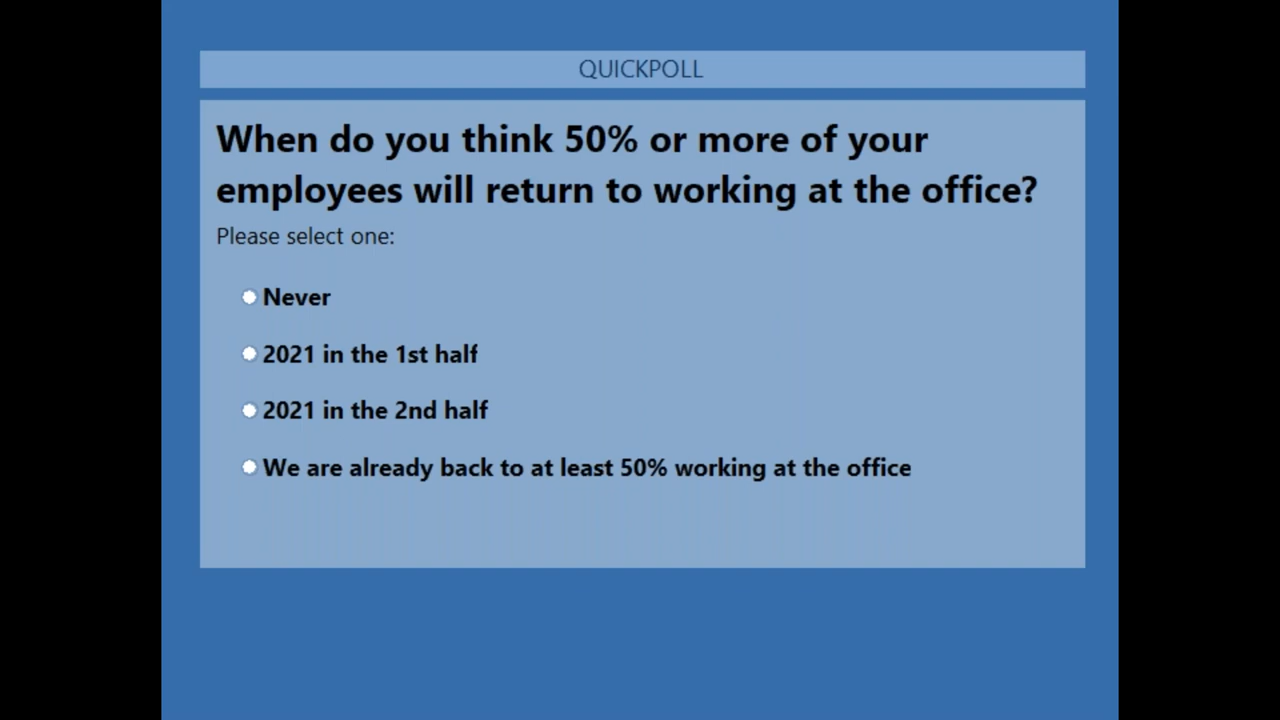 QUICKPOLL
When do you think 50% or more of your
employees will return to working at the office?
Please select one:
Never
2021 in the 1st half
2021 in the 2nd half
We are already back to at least 50% working at the office